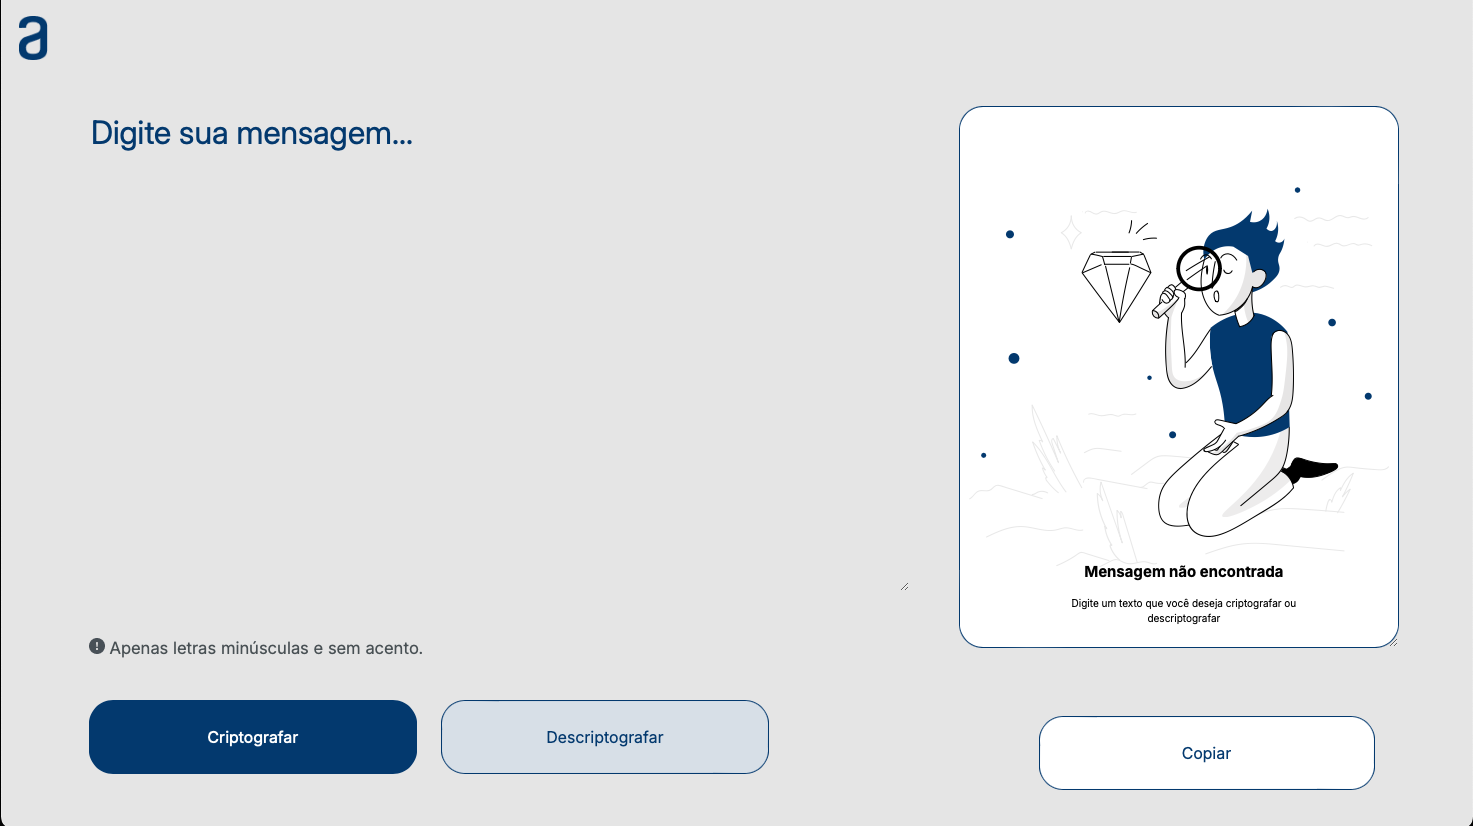 a
Digite sua mensagem...
Mensagem não encontrada
Digite um texto que você deseja criptografar ou
descriptografar
Apenas letras minúsculas e sem acento.
Criptografar
Descriptografar
Copiar